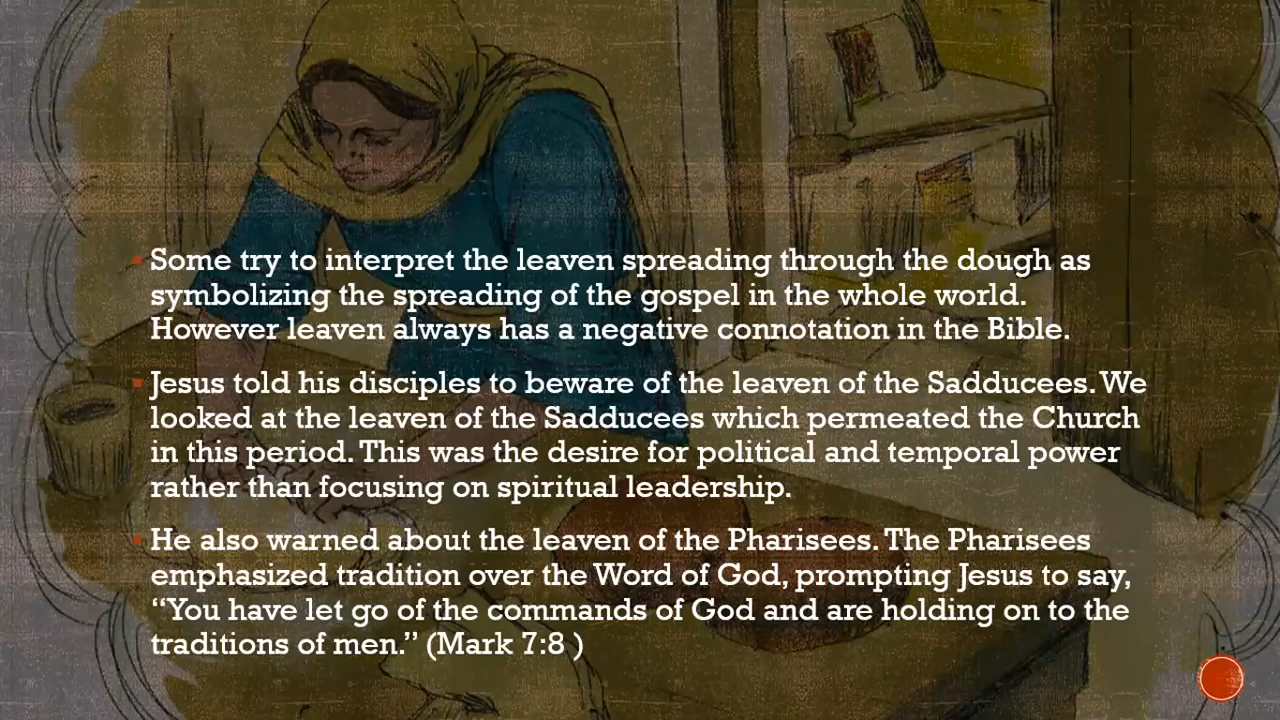 Some try to interpret the leaven spreading through the dough as
symbolizing the spreading of the gospel in the whole world.
However leaven always has a negative connotation in the Bible.
Jesus told his disciples to beware of the leaven of the Sadducees. We
looked at the leaven of the Sadducees which permeated the Church
in this period. This was the desire for political and temporal power
rather than focusing on spiritual leadership.
He also warned about the leaven of the Pharisees. The Pharisees
emphasized tradition over the Word of God, prompting Jesus to say,
“You have let go of the commands of God and are holding on to the
traditions of men.” (Mark 7:8 )